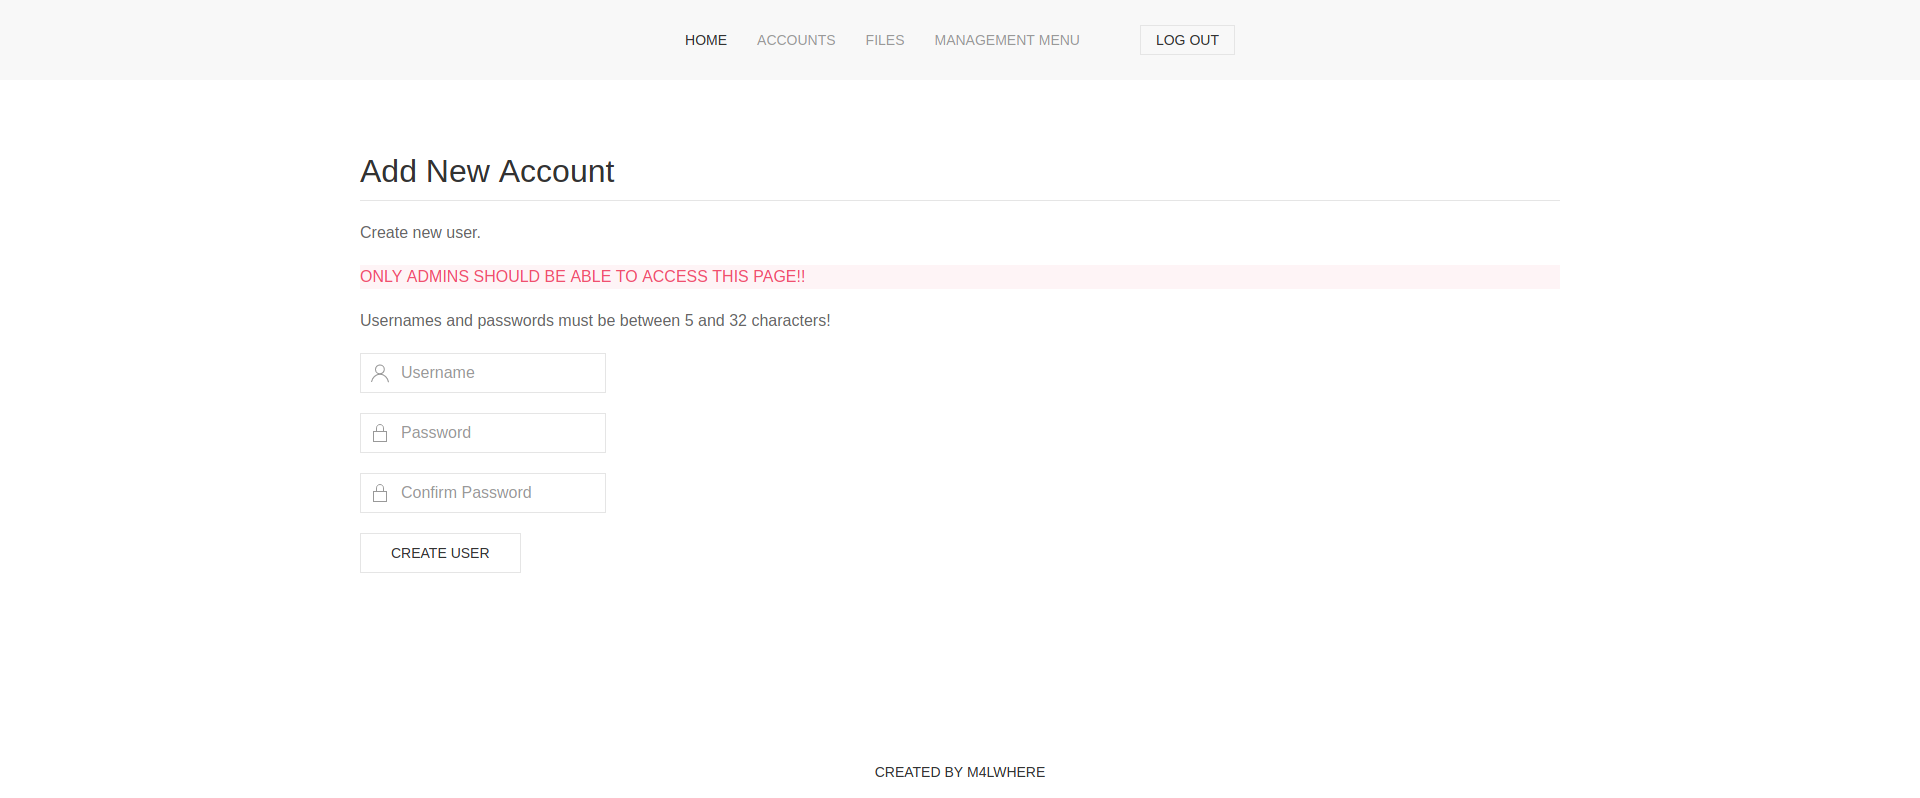 HOME ACCOUNTS FILES MANAGEMENT MENU LOG OUT
Add New Account
Create new user.
ONLY ADMINS SHOULD BE ABLE TO ACCESS THIS PAGE!!
Usernames and passwords must be between 5 and 32 characters!
Username
Password
Confirm Password
CREATE USER
CREATED BY M4LWHERE